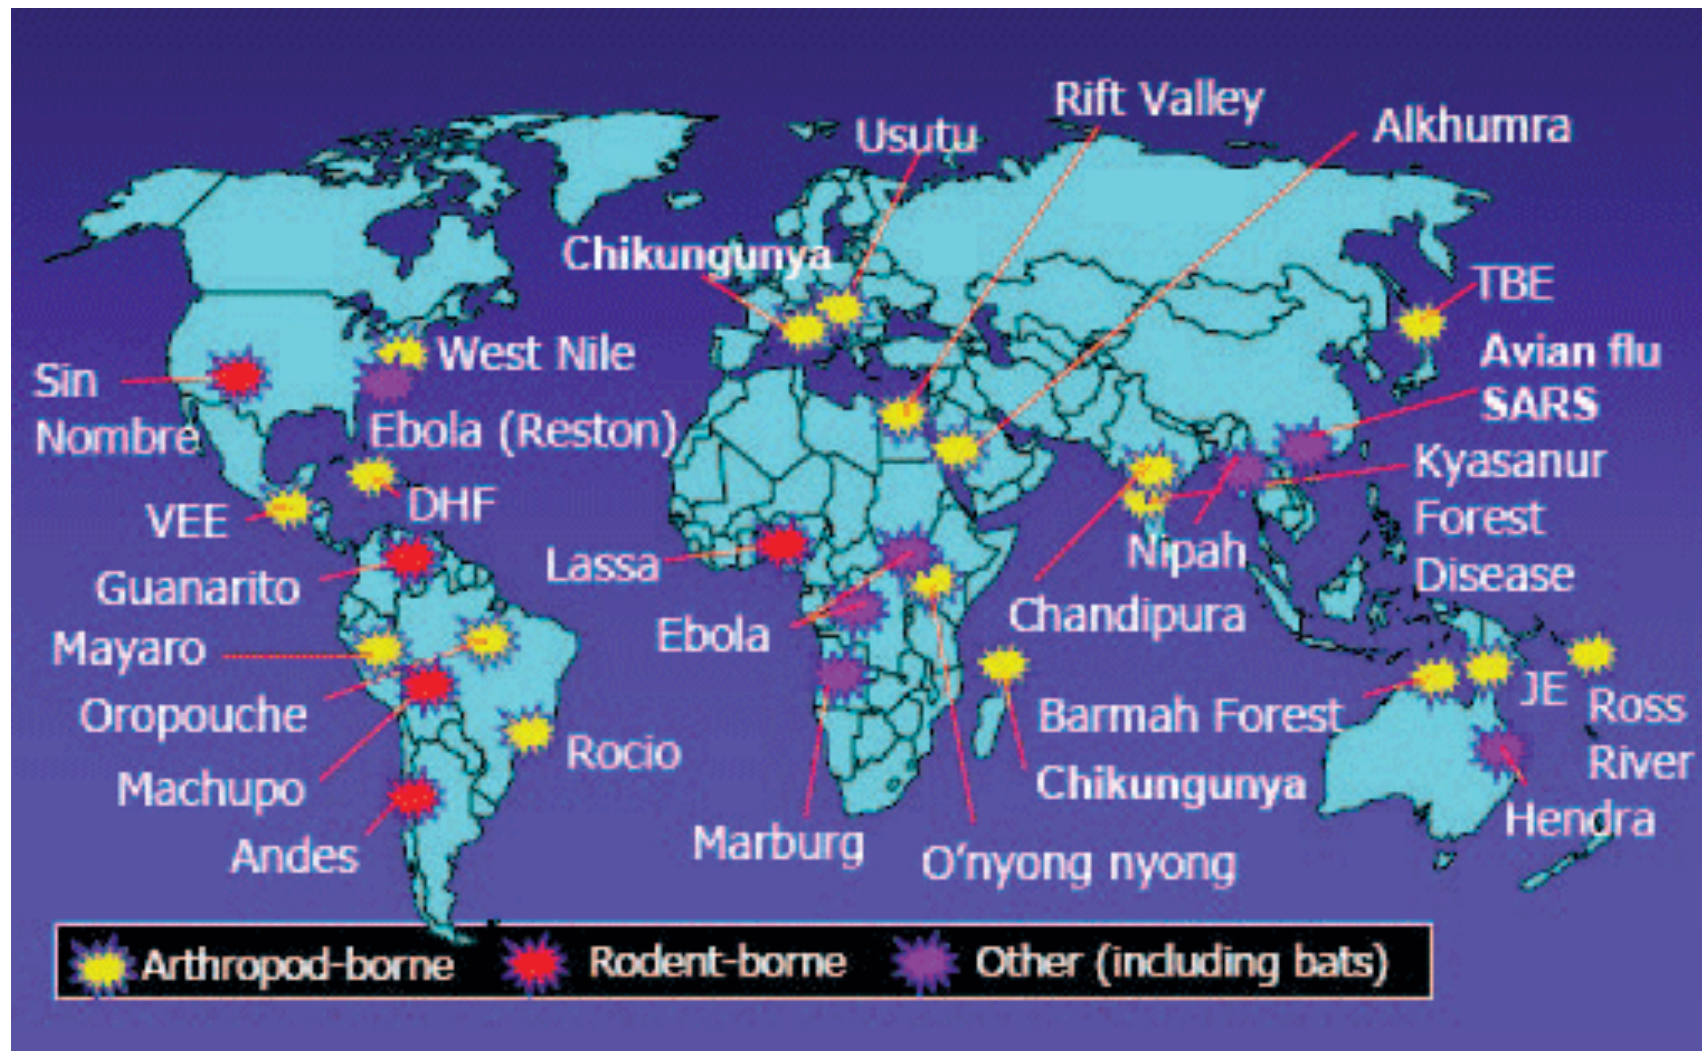 Rift Valley
Alkhumra
Usutu
Chikungunya
TBE
West Nile
Avian flu
SARS
Sin
Nombre
Ebola (Reston)
Kyasanur
Forest
Disease
DHF
VEE
Nipah
Lassa
Guanarito
Chandipura
Ebola
Mayaro
JE
Ross
River
Oropouche
Barmah Forest
Rocio
Machupo
Chikungunya
Hendra
Marburg
Andes
O'nyong nyong
Arthropod-borne
Rodent-borne
Other (including bats)